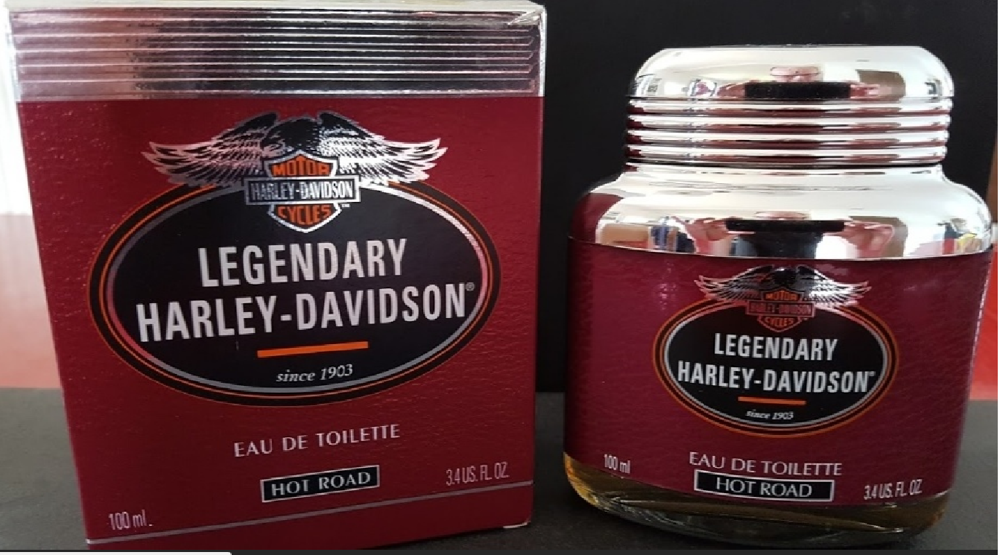 MOTOR
HARLEY-DAVIDSON
CYCLES™
LEGENDARY
HARLEY-DAVIDSON®
since 1903
EAU DE TOILETTE
HOT ROAD
3.4 US. FL. OZ.
100 ml.
MOTOR
HARLEY-DAVIDSON
CYCLES
LEGENDARY
HARLEY-DAVIDSON®
since 1903
100 ml
EAU DE TOILETTE
HOT ROAD
3.4 US. FL. OZ.